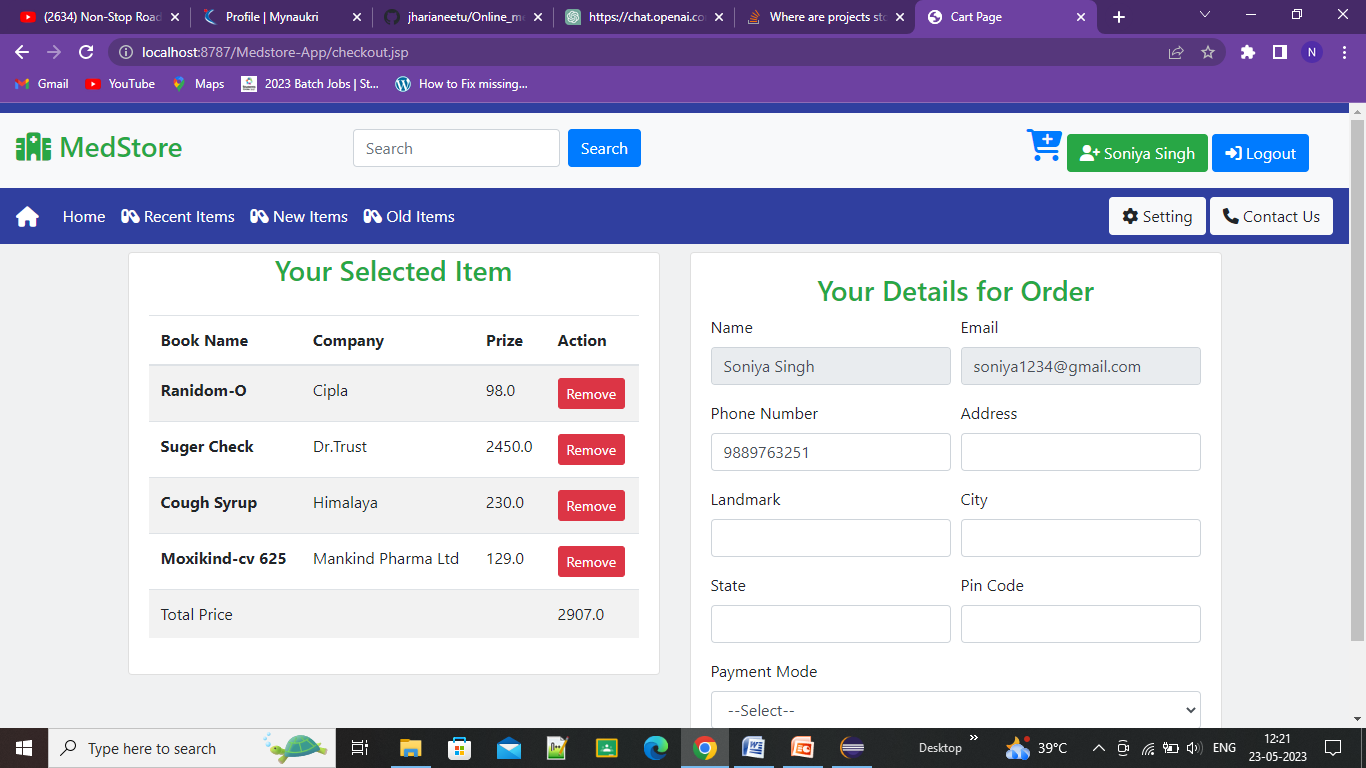 (2634) Non-Stop Road
Profile | Mynaukri
jharianeetu/Online_me
https://chat.openai.co
Where are projects sto
Cart Page
localhost:8787/Medstore-App/checkout.jsp
N
Gmail
YouTube
Maps
2023 Batch Jobs | St...
How to Fix missing...
MedStore
Search
Search
Soniya Singh
Logout
Home
Recent Items
New Items
Old Items
Setting
Contact Us
Your Selected Item
Book Name Company Prize Action
Ranidom-O Cipla 98.0 Remove
Suger Check Dr.Trust 2450.0 Remove
Cough Syrup Himalaya 230.0 Remove
Moxikind-cv 625 Mankind Pharma Ltd 129.0 Remove
Total Price 2907.0
Your Details for Order
Name Email
Soniya Singh soniya1234@gmail.com
Phone Number Address
9889763251
Landmark City
State Pin Code
Payment Mode
--Select--
Type here to search
Desktop
39°C
ENG
12:21
23-05-2023